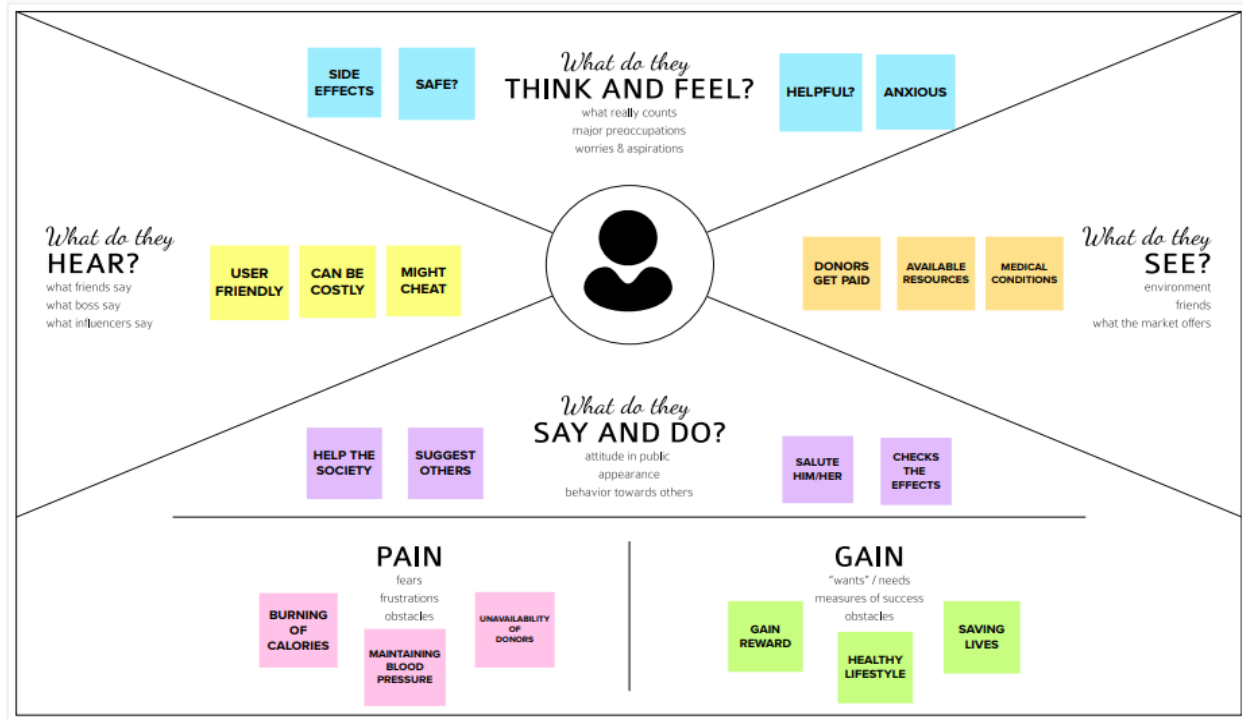 What do they
THINK AND FEEL?
what really counts
major preoccupations
worries & aspirations
SIDE
EFFECTS
SAFE?
HELPFUL?
ANXIOUS
What do they
HEAR?
what friends say
what boss say
what influencers say
USER
FRIENDLY
CAN BE
COSTLY
MIGHT
CHEAT
What do they
SEE?
environment
friends
what the market offers
DONORS
GET PAID
AVAILABLE
RESOURCES
MEDICAL
CONDITIONS
What do they
SAY AND DO?
attitude in public
appearance
behavior towards others
HELP THE
SOCIETY
SUGGEST
OTHERS
SALUTE
HIM/HER
CHECKS
THE
EFFECTS
PAIN
fears
frustrations
obstacles
BURNING
OF
CALORIES
MAINTAINING
BLOOD
PRESSURE
UNAVAILABILITY
OF
DONORS
GAIN
"wants" / needs
measures of success
obstacles
GAIN
REWARD
HEALTHY
LIFESTYLE
SAVING
LIVES